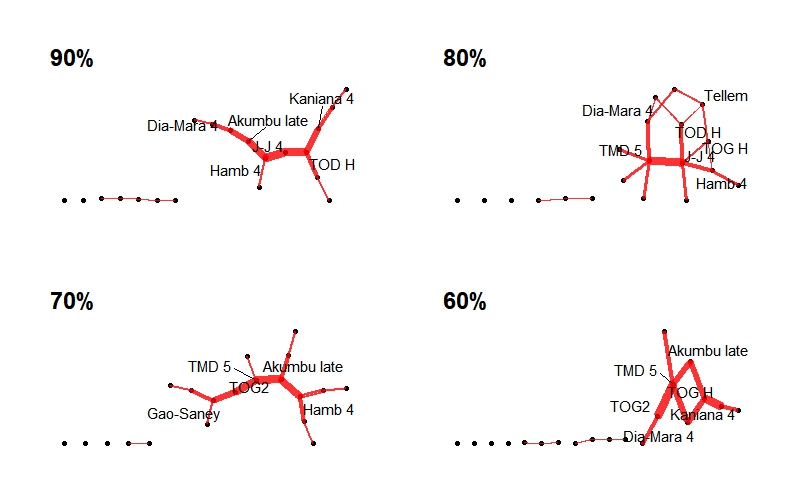 90%
80%
Kaniana 4
Dia-Mara 4
Akumbu late
J-J 4
TOD H
Hamb 4
Tellem
Dia-Mara 4
TOD H
TMD 5
TOG H
J-J 4
Hamb 4
70%
60%
TMD 5
Akumbu late
TOG2
Gao-Saney
Hamb 4
Akumbu late
TMD 5
TOG H
TOG2
Kaniana 4
Dia-Mara 4